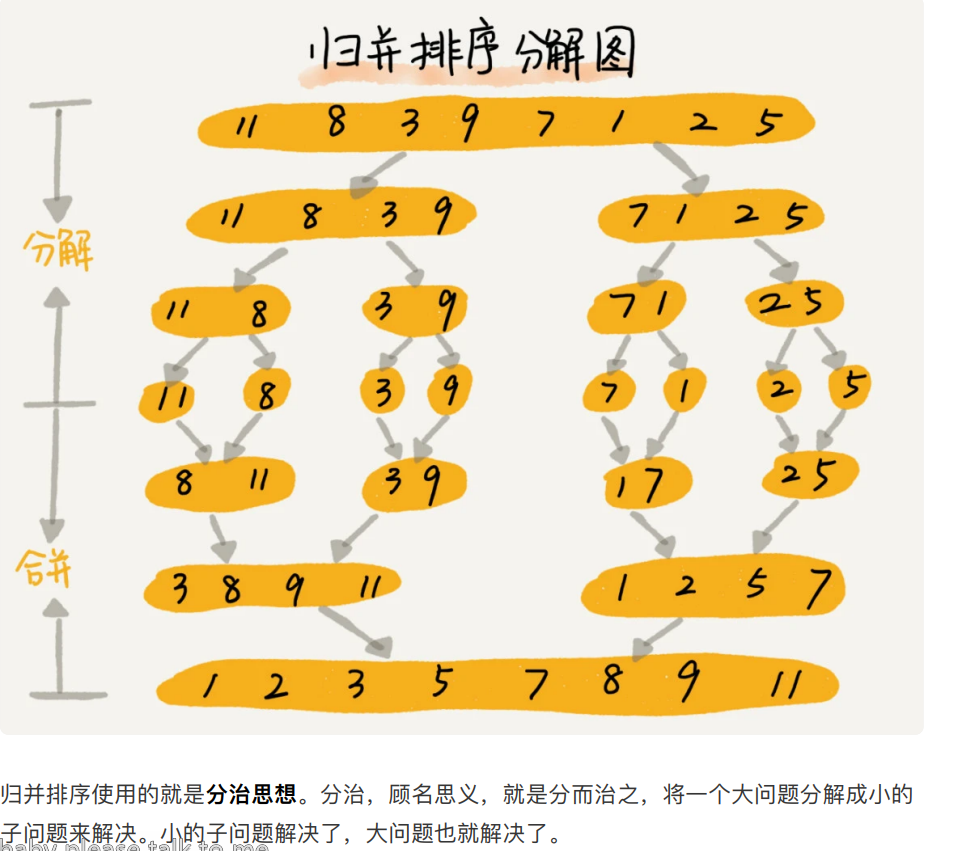 归并排序分解图
11 8 3 9 7 1 2 5
11 8 3 9 7 1 2 5
分解
11 8 3 9 7 1 2 5
11 8 3 9 7 1 2 5
8 11 3 9 1 7 2 5
合并
3 8 9 11 1 2 5 7
1 2 3 5 7 8 9 11
归并排序使用的就是分治思想。分治，顾名思义，就是分而治之，将一个大问题分解成小的
子问题来解决。小的子问题解决了，大问题也就解决了。
baby please talk to me